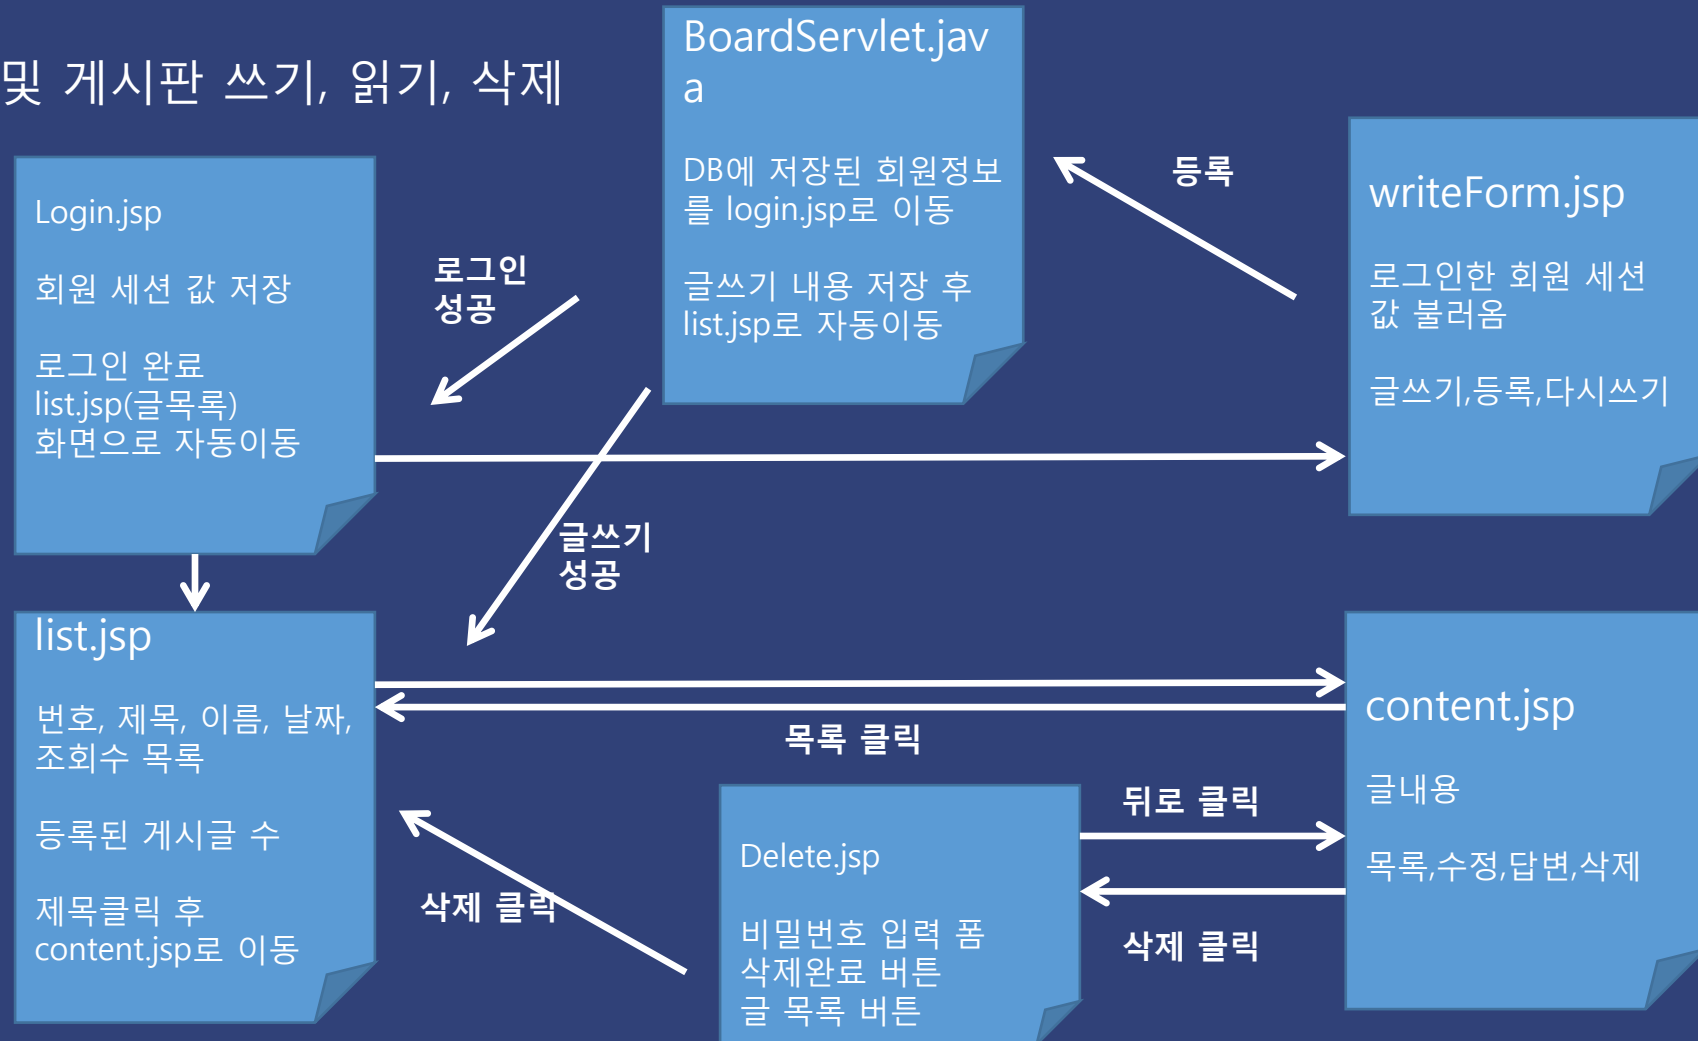 및 게시판 쓰기, 읽기, 삭제
BoardServlet.jav
a
DB에 저장된 회원정보
를 login.jsp로 이동
글쓰기 내용 저장 후
list.jsp로 자동이동
Login.jsp
회원 세션 값 저장
로그인 완료
list.jsp(글목록)
화면으로 자동이동
로그인
성공
등록
writeForm.jsp
로그인한 회원 세션
값 불러옴
글쓰기,등록,다시쓰기
글쓰기
성공
list.jsp
번호, 제목, 이름, 날짜,
조회수 목록
등록된 게시글 수
제목클릭 후
content.jsp로 이동
목록 클릭
content.jsp
글내용
목록,수정,답변,삭제
뒤로 클릭
삭제 클릭
삭제 클릭
Delete.jsp
비밀번호 입력 폼
삭제완료 버튼
글 목록 버튼